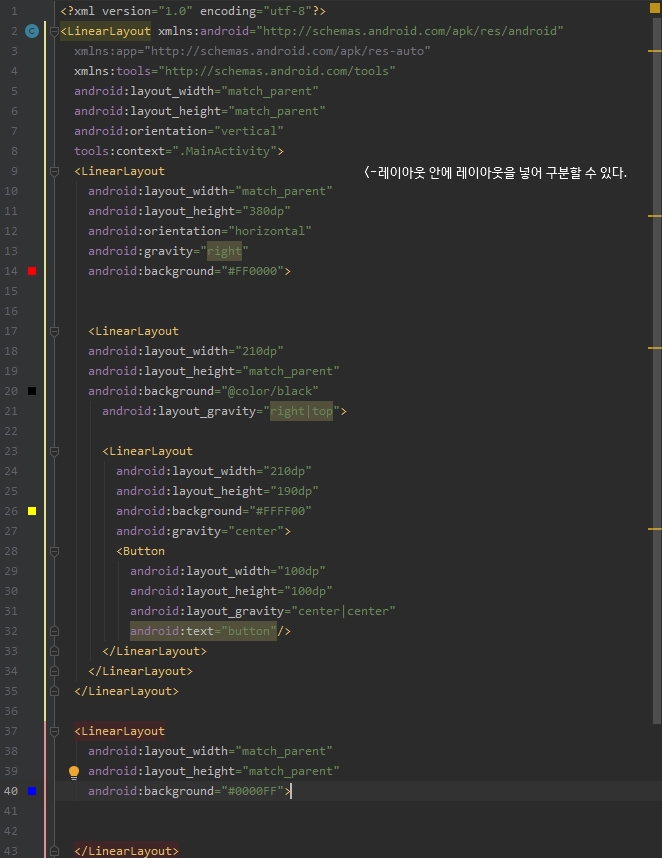 1 <?xml version="1.0" encoding="utf-8"?>
2 <LinearLayout xmlns:android="http://schemas.android.com/apk/res/android"
3 xmlns:app="http://schemas.android.com/apk/res-auto"
4 xmlns:tools="http://schemas.android.com/tools"
5 android:layout_width="match_parent"
6 android:layout_height="match_parent"
7 android:orientation="vertical"
8 tools:context=".MainActivity">
9 <LinearLayout <-레이아웃 안에 레이아웃을 넣어 구분할 수 있다.
10 android:layout_width="match_parent"
11 android:layout_height="380dp"
12 android:orientation="horizontal"
13 android:gravity="right"
14 android:background="#FF0000">
15
16
17 <LinearLayout
18 android:layout_width="210dp"
19 android:layout_height="match_parent"
20 android:background="@color/black"
21 android:layout_gravity="right|top">
22
23 <LinearLayout
24 android:layout_width="210dp"
25 android:layout_height="190dp"
26 android:background="#FFFF00"
27 android:gravity="center">
28 <Button
29 android:layout_width="100dp"
30 android:layout_height="100dp"
31 android:layout_gravity="center|center"
32 android:text="button"/>
33 </LinearLayout>
34 </LinearLayout>
35 </LinearLayout>
36
37 <LinearLayout
38 android:layout_width="match_parent"
39 android:layout_height="match_parent"
40 android:background="#0000FF">
41
42
43 </LinearLayout>